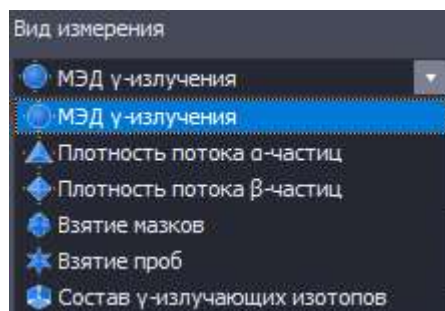 Вид измерения
МЭД γ-излучения
МЭД γ-излучения
Плотность потока α-частиц
Плотность потока β-частиц
Взятие мазков
Взятие проб
Состав γ-излучающих изотопов